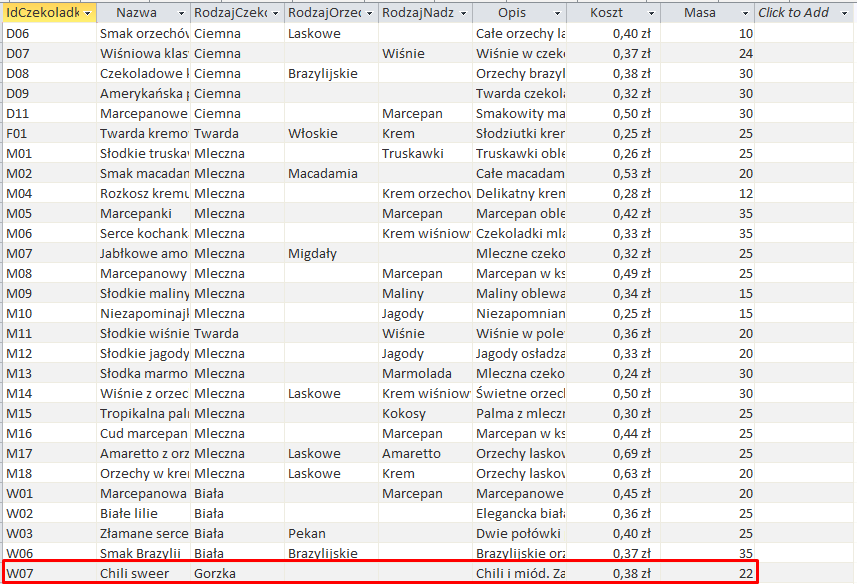 IdCzekoladk Nazwa RodzajCzeko RodzajOrzec RodzajNadz Opis Koszt Masa Click to Add
D06 Smak orzechów Ciemna Laskowe Całe orzechy la 0,40 zł 10
D07 Wiśniowa klas Ciemna Wiśnie Wiśnie w czeko 0,37 zł 24
D08 Czekoladowe k Ciemna Brazylijskie Orzechy brazyl 0,38 zł 30
D09 Amerykańska p Ciemna Twarda czekola 0,32 zł 30
D11 Marcepanowe Ciemna Marcepan Smakowity ma 0,50 zł 30
F01 Twarda kremo Twarda Włoskie Krem Słodziutki krem 0,25 zł 25
M01 Słodkie truska Mleczna Truskawki Truskawki oble 0,26 zł 25
M02 Smak macadam Mleczna Macadamia Całe macadam 0,53 zł 20
M04 Rozkosz kremu Mleczna Krem orzechow Delikatny krem 0,28 zł 12
M05 Marcepanki Mleczna Marcepan Marcepan oble 0,42 zł 35
M06 Serce kochank Mleczna Krem wiśniow Czekoladki mla 0,33 zł 35
M07 Jabłkowe amo Mleczna Migdały Mleczne czeko 0,32 zł 25
M08 Marcepanowy Mleczna Marcepan Marcepan w ks 0,49 zł 25
M09 Słodkie maliny Mleczna Maliny Maliny oblewa 0,34 zł 15
M10 Niezapominajk Mleczna Jagody Niezapomnian 0,25 zł 15
M11 Słodkie wiśnie Twarda Wiśnie Wiśnie w pole 0,36 zł 20
M12 Słodkie jagody Mleczna Jagody Jagody osładza 0,33 zł 20
M13 Słodka marmo Mleczna Marmolada Mleczna czeko 0,24 zł 30
M14 Wiśnie z orzec Mleczna Laskowe Krem wiśniow Świetne orzech 0,50 zł 30
M15 Tropikalna paln Mleczna Kokosy Palma z mleczn 0,30 zł 25
M16 Cud marcepan Mleczna Marcepan Marcepan w ks 0,44 zł 25
M17 Amaretto z orz Mleczna Laskowe Amaretto Orzechy laskow 0,69 zł 25
M18 Orzechy w kre Mleczna Laskowe Krem Orzechy laskow 0,63 zł 20
W01 Marcepanowa Biała Marcepan Marcepanowe 0,45 zł 20
W02 Białe lilie Biała Elegancka biała 0,36 zł 25
W03 Złamane serce Biała Pekan Dwie połówki 0,40 zł 25
W06 Smak Brazylii Biała Brazylijskie Brazylijskie orz 0,37 zł 35
W07 Chili sweer Gorzka Chili i miód. Za 0,38 zł 22